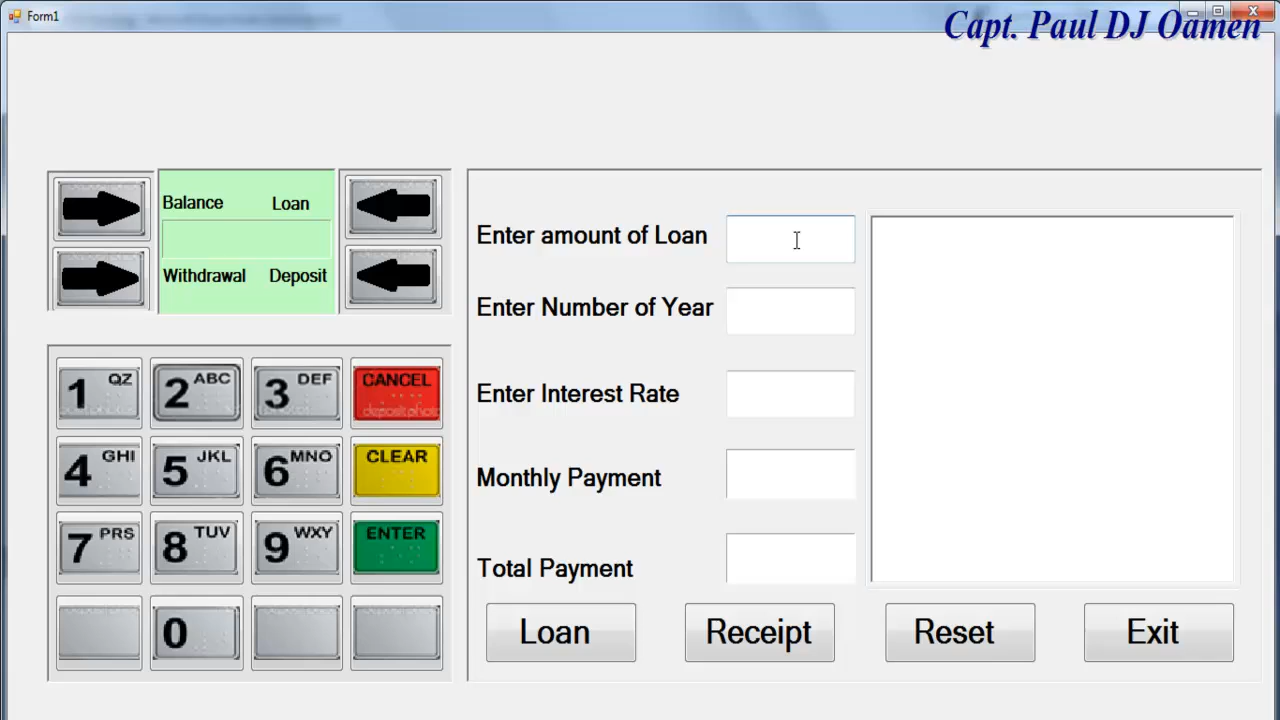 Form1
Capt. Paul DJ Oamen
Balance Loan
Withdrawal Deposit
Enter amount of Loan
Enter Number of Year
Enter Interest Rate
Monthly Payment
Total Payment
1 QZ 2 ABC 3 DEF CANCEL
4 GHI 5 JKL 6 MNO CLEAR
7 PRS 8 TUV 9 WXY ENTER
0
Loan Receipt Reset Exit